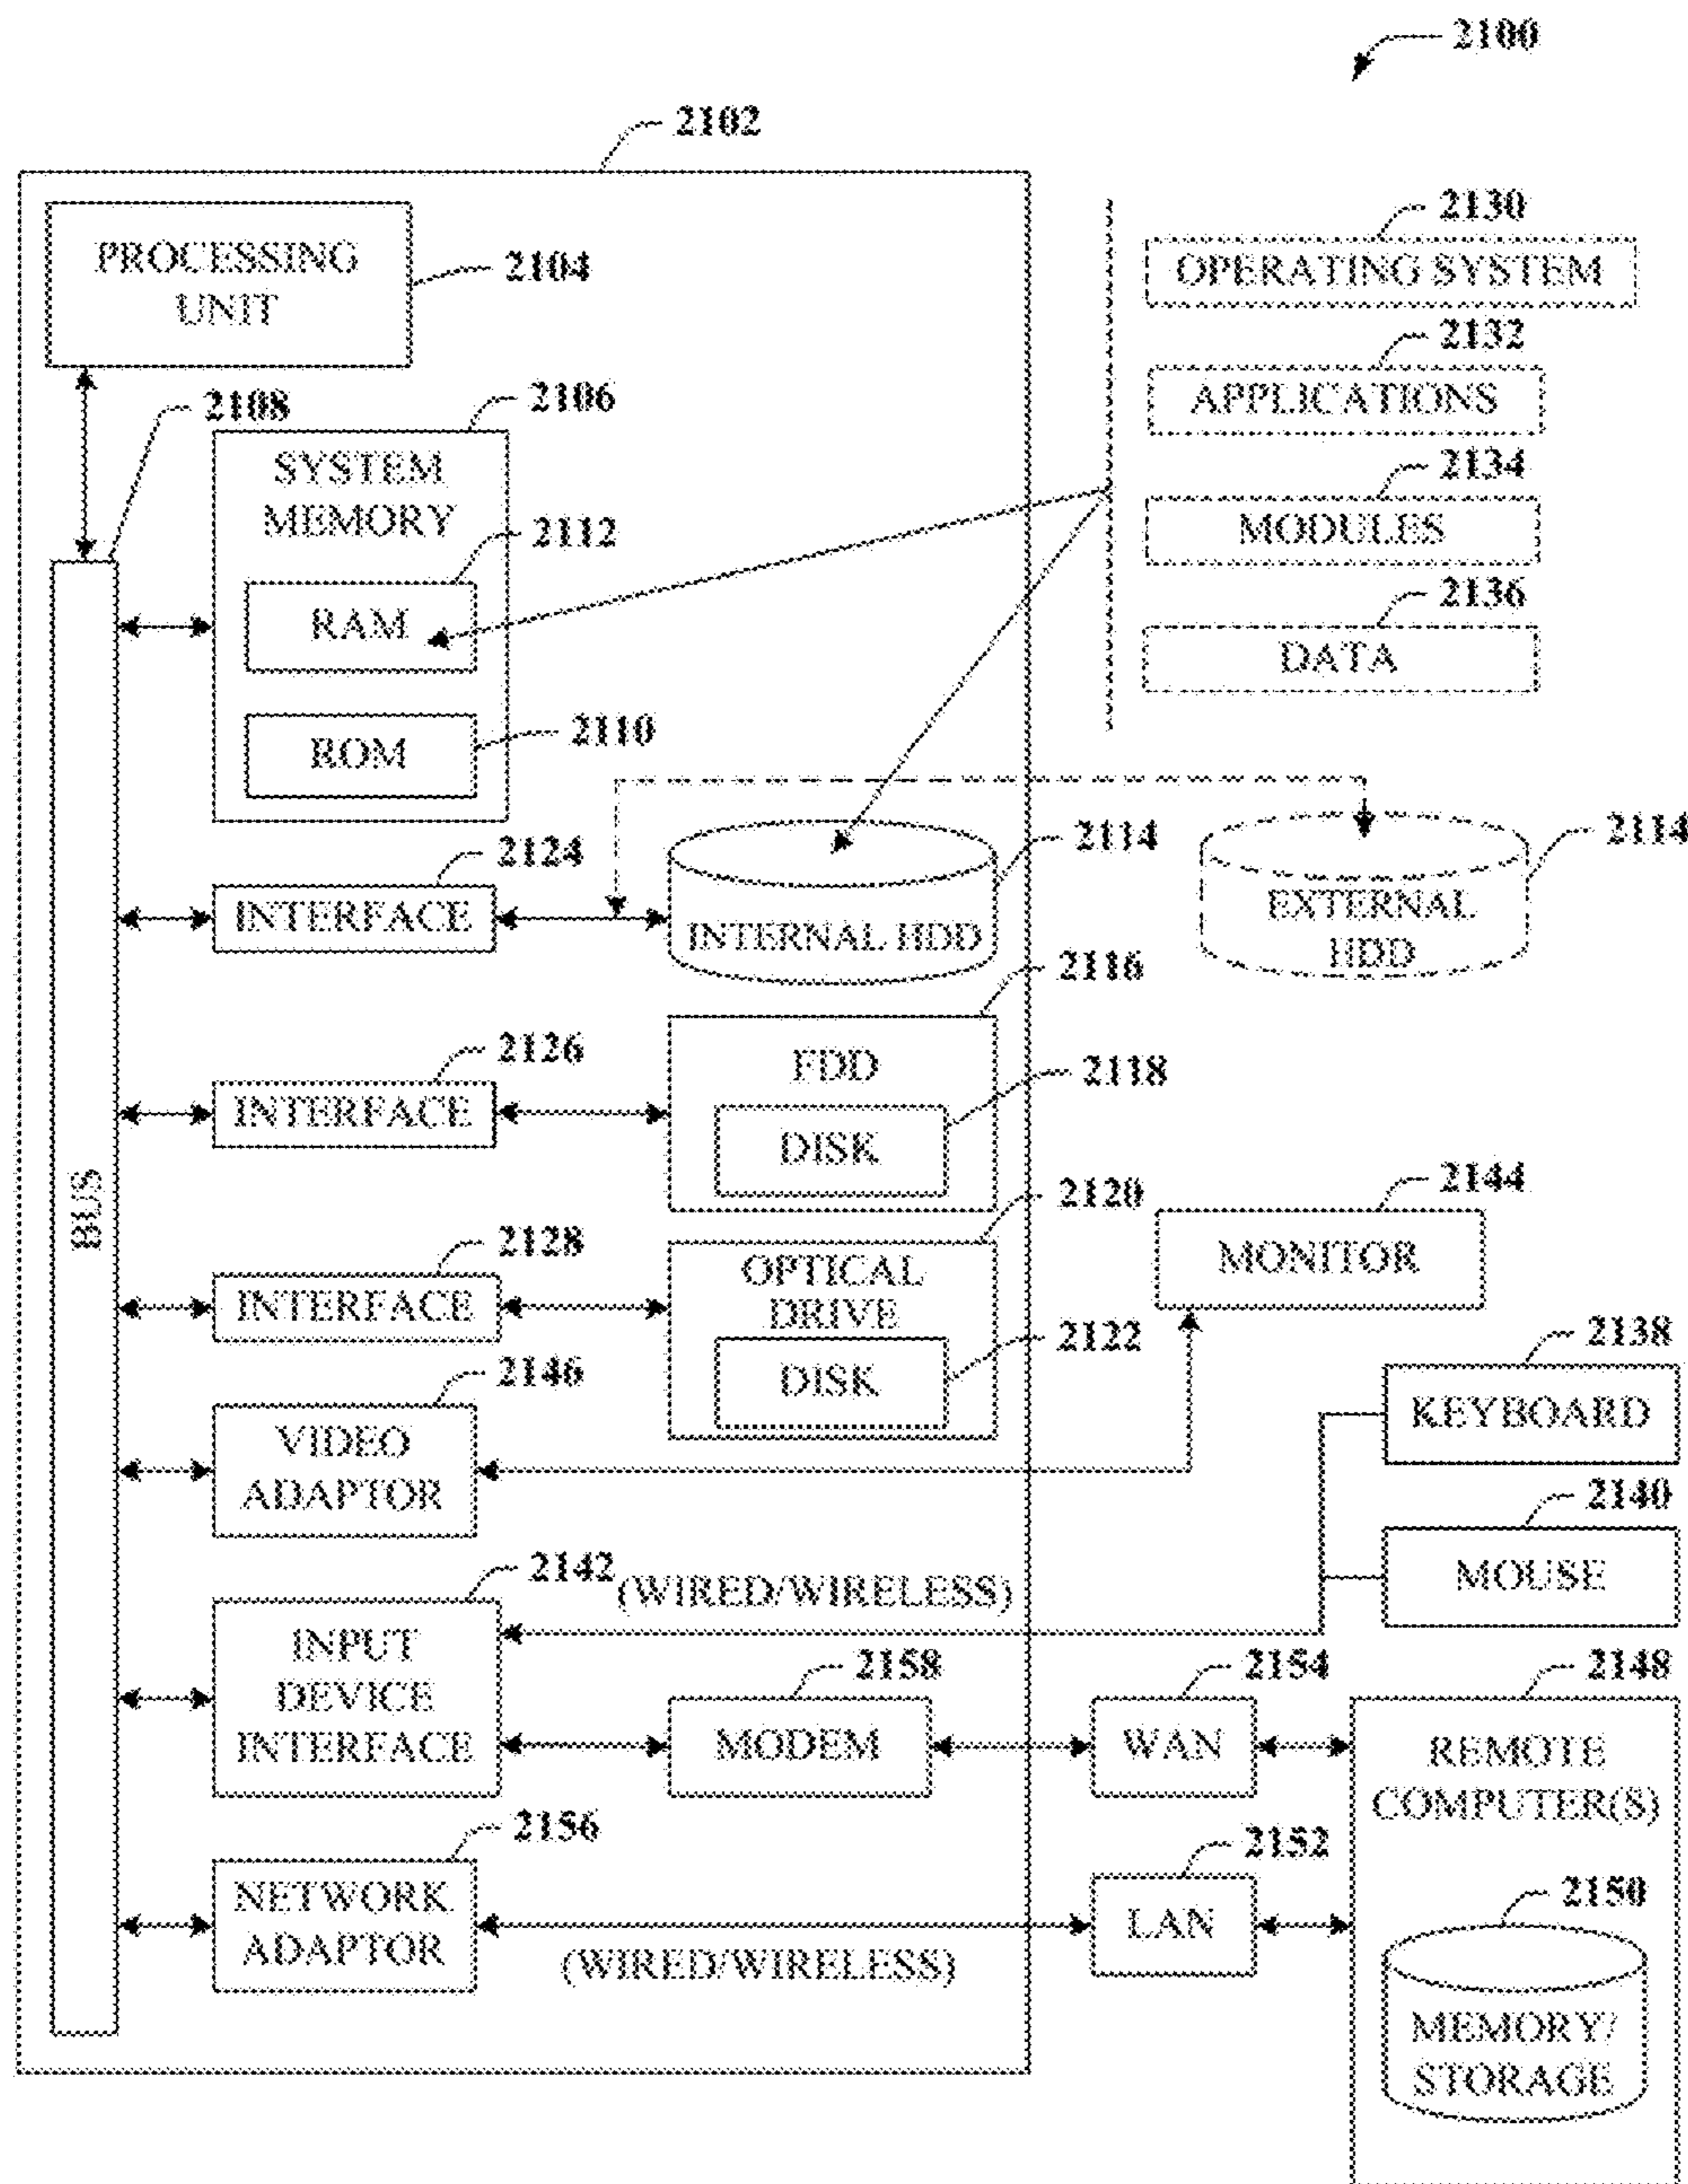 2100
2102
PROCESSING
UNIT
2104
2130
OPERATING SYSTEM
2132
APPLICATIONS
2134
MODULES
2136
DATA
2108
2106
SYSTEM
MEMORY
2112
RAM
2110
ROM
2124
INTERFACE
2114
INTERNAL HDD
2114
EXTERNAL
HDD
2126
INTERFACE
2116
FDD
2118
DISK
BUS
2128
INTERFACE
2120
OPTICAL
DRIVE
2122
DISK
2144
MONITOR
2146
VIDEO
ADAPTOR
2138
KEYBOARD
2140
MOUSE
2142
(WIRED/WIRELESS)
INPUT
DEVICE
INTERFACE
2158
MODEM
2154
WAN
2148
REMOTE
COMPUTER(S)
2156
NETWORK
ADAPTOR
(WIRED/WIRELESS)
2152
LAN
2150
MEMORY/
STORAGE